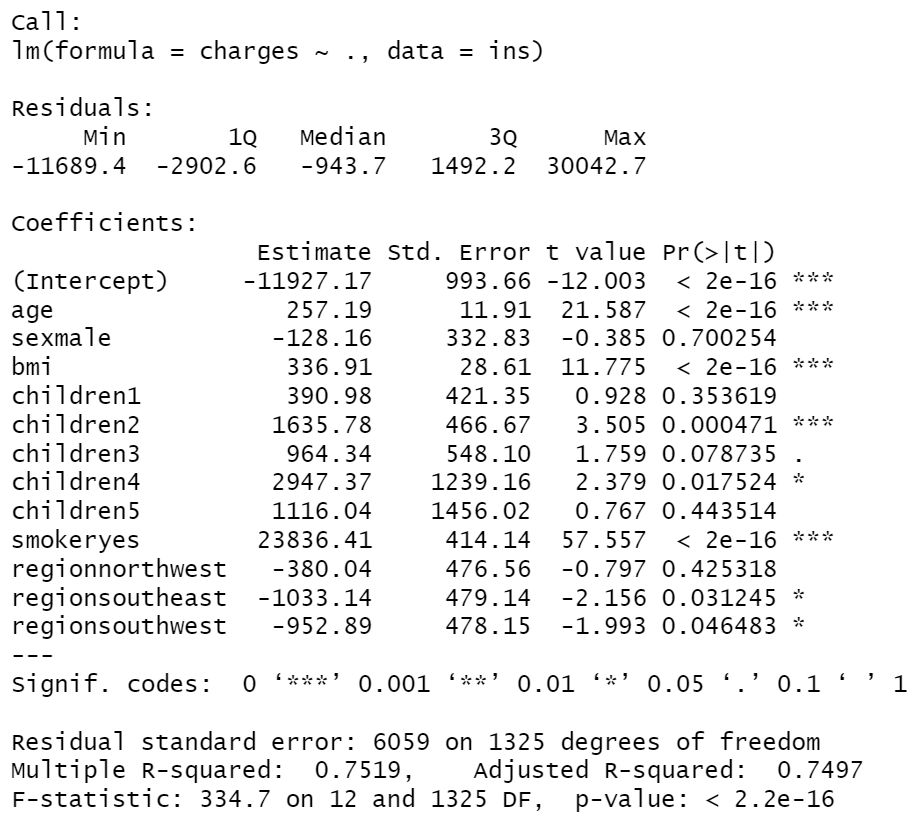 Call:
lm(formula = charges ~ ., data = ins)

Residuals:
     Min       1Q   Median       3Q      Max
-11689.4  -2902.6   -943.7   1492.2  30042.7

Coefficients:
                 Estimate Std. Error t value Pr(>|t|)
(Intercept)     -11927.17     993.66 -12.003  < 2e-16 ***
age                257.19      11.91  21.587  < 2e-16 ***
sexmale           -128.16     332.83  -0.385 0.700254
bmi                336.91      28.61  11.775  < 2e-16 ***
children1          390.98     421.35   0.928 0.353619
children2         1635.78     466.67   3.505 0.000471 ***
children3          964.34     548.10   1.759 0.078735 .
children4         2947.37    1239.16   2.379 0.017524 *
children5         1116.04    1456.02   0.767 0.443514
smokeryes        23836.41     414.14  57.557  < 2e-16 ***
regionnorthwest   -380.04     476.56  -0.797 0.425318
regionsoutheast  -1033.14     479.14  -2.156 0.031245 *
regionsouthwest   -952.89     478.15  -1.993 0.046483 *
---
Signif. codes:  0 ‘***’ 0.001 ‘**’ 0.01 ‘*’ 0.05 ‘.’ 0.1 ‘ ’ 1

Residual standard error: 6059 on 1325 degrees of freedom
Multiple R-squared:  0.7519,    Adjusted R-squared:  0.7497
F-statistic: 334.7 on 12 and 1325 DF,  p-value: < 2.2e-16